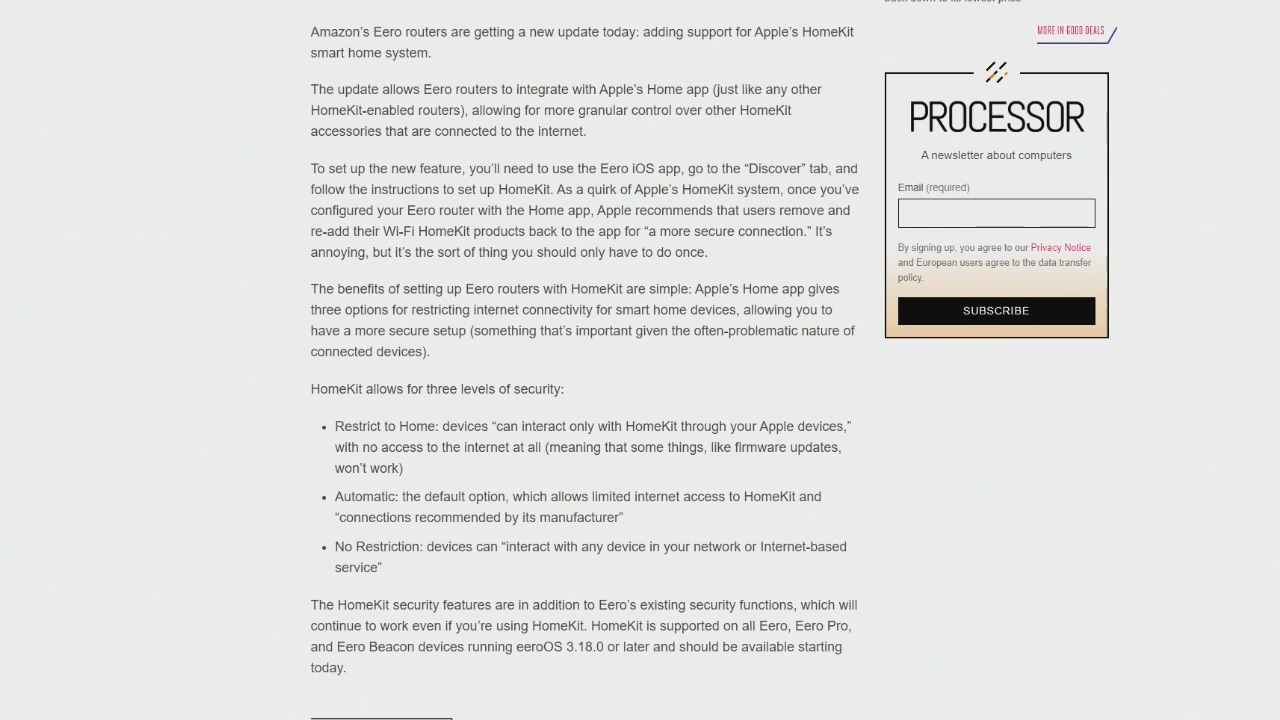 Amazon’s Eero routers are getting a new update today: adding support for Apple’s HomeKit
smart home system.
The update allows Eero routers to integrate with Apple’s Home app (just like any other
HomeKit-enabled routers), allowing for more granular control over other HomeKit
accessories that are connected to the internet.
To set up the new feature, you’ll need to use the Eero iOS app, go to the “Discover” tab, and
follow the instructions to set up HomeKit. As a quirk of Apple’s HomeKit system, once you’ve
configured your Eero router with the Home app, Apple recommends that users remove and
re-add their Wi-Fi HomeKit products back to the app for “a more secure connection.” It’s
annoying, but it’s the sort of thing you should only have to do once.
The benefits of setting up Eero routers with HomeKit are simple: Apple’s Home app gives
three options for restricting internet connectivity for smart home devices, allowing you to
have a more secure setup (something that’s important given the often-problematic nature of
connected devices).
HomeKit allows for three levels of security:
• Restrict to Home: devices “can interact only with HomeKit through your Apple devices,”
with no access to the internet at all (meaning that some things, like firmware updates,
won’t work)
• Automatic: the default option, which allows limited internet access to HomeKit and
“connections recommended by its manufacturer”
• No Restriction: devices can “interact with any device in your network or Internet-based
service”
The HomeKit security features are in addition to Eero’s existing security functions, which will
continue to work even if you’re using HomeKit. HomeKit is supported on all Eero, Eero Pro,
and Eero Beacon devices running eeroOS 3.18.0 or later and should be available starting
today.
MORE IN GOOD DEALS
PROCESSOR
A newsletter about computers
Email (required)
By signing up, you agree to our Privacy Notice
and European users agree to the data transfer
policy.
SUBSCRIBE